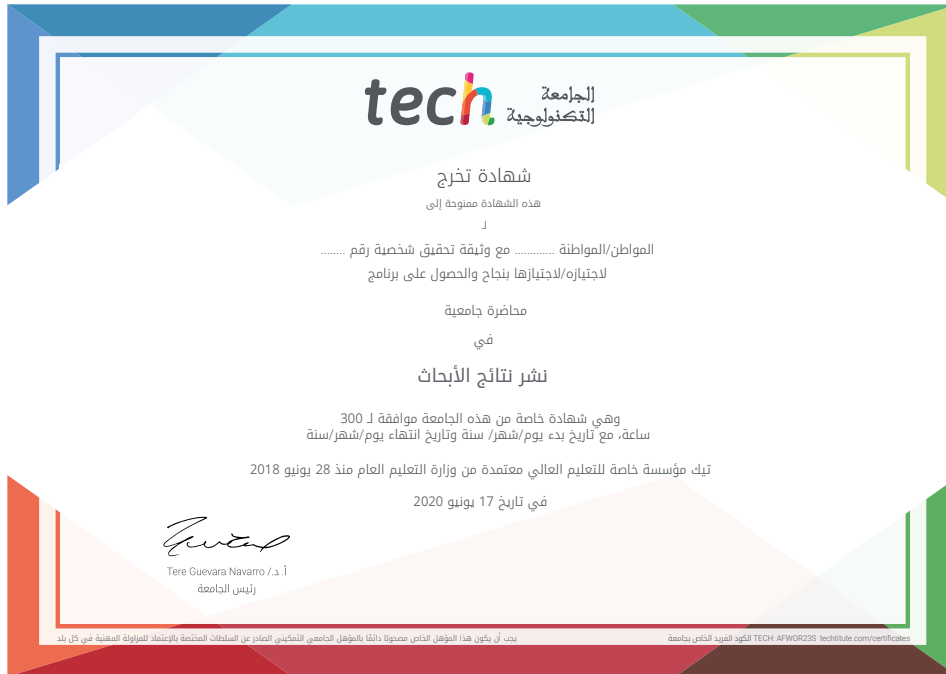 tech الجامعة
التكنولوجية
شهادة تخرج
هذه الشهادة ممنوحة إلى
لـ
المواطن/المواطنة ............ مع وثيقة تحقيق شخصية رقم ........
لاجتيازه/لاجتيازها بنجاح والحصول على برنامج
محاضرة جامعية
في
نشر نتائج الأبحاث
وهي شهادة خاصة من هذه الجامعة موافقة لـ 300
ساعة، مع تاريخ بدء يوم/شهر/ سنة وتاريخ انتهاء يوم/شهر/سنة
تيك مؤسسة خاصة للتعليم العالي معتمدة من وزارة التعليم العام منذ 28 يونيو 2018
في تاريخ 17 يونيو 2020
أ.د./ Tere Guevara Navarro
رئيس الجامعة
الكود الفريد الخاص بجامعة TECH: AFWOR23S techtitute.com/certificates
يجب أن يكون هذا المؤهل الخاص مصحوبًا دائمًا بالمؤهل الجامعي التمكيني الصادر عن السلطات المختصة بالإعتماد للمزاولة المهنية في كل بلد